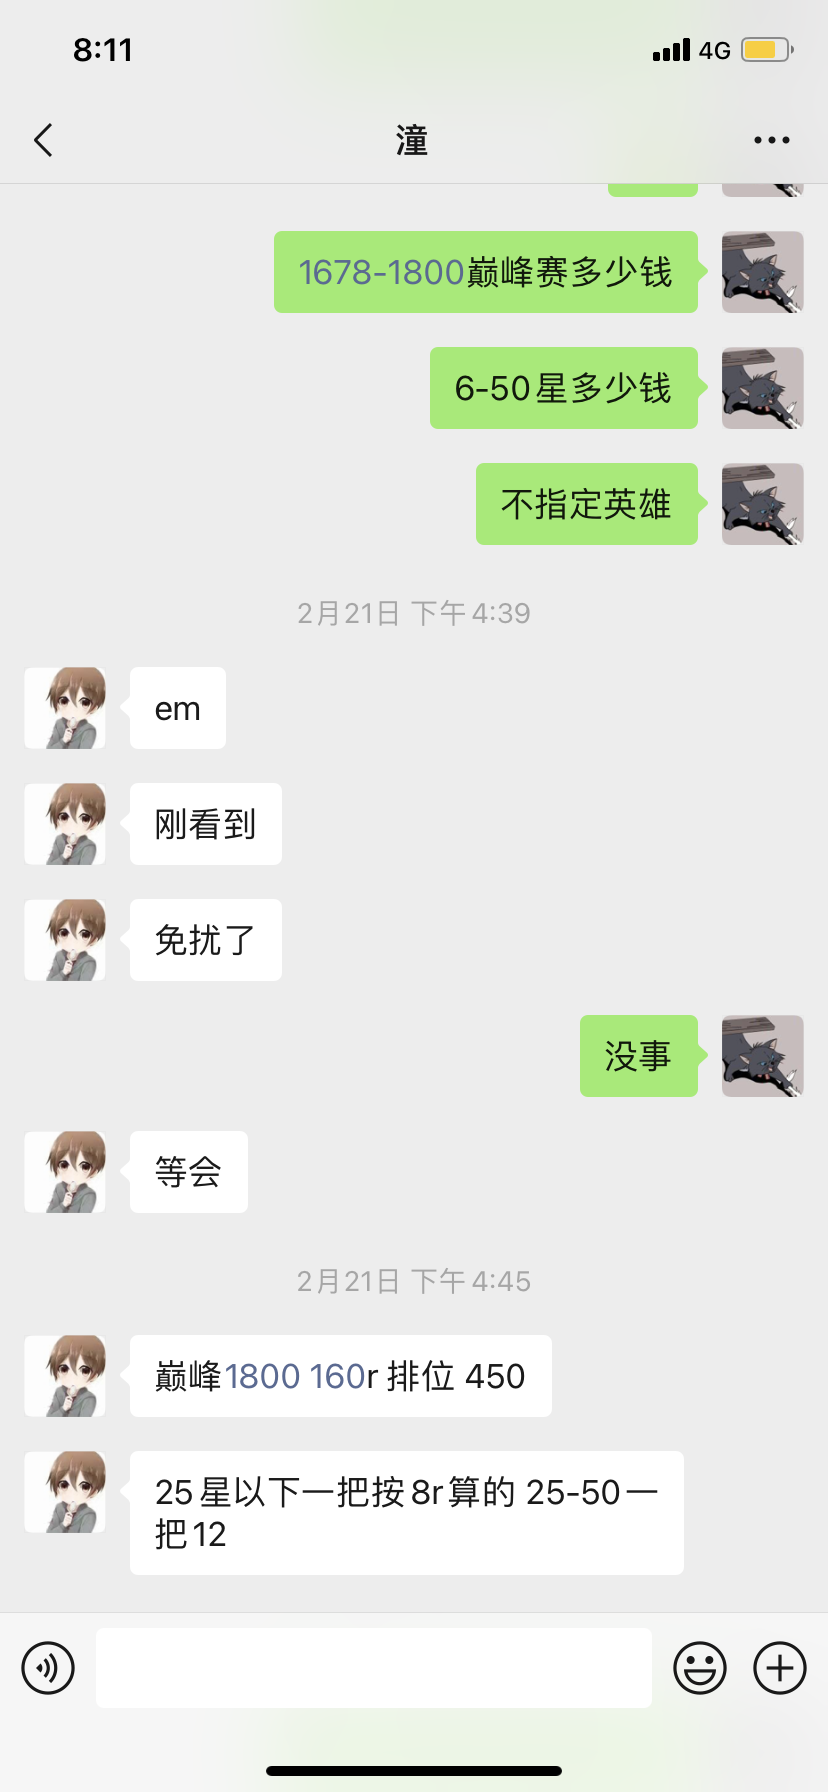 8:11
4G
潼
1678-1800巅峰赛多少钱
6-50星多少钱
不指定英雄
2月21日 下午4:39
em
刚看到
免扰了
没事
等会
2月21日 下午4:45
巅峰1800 160r 排位 450
25星以下一把按8r算的 25-50一
把12